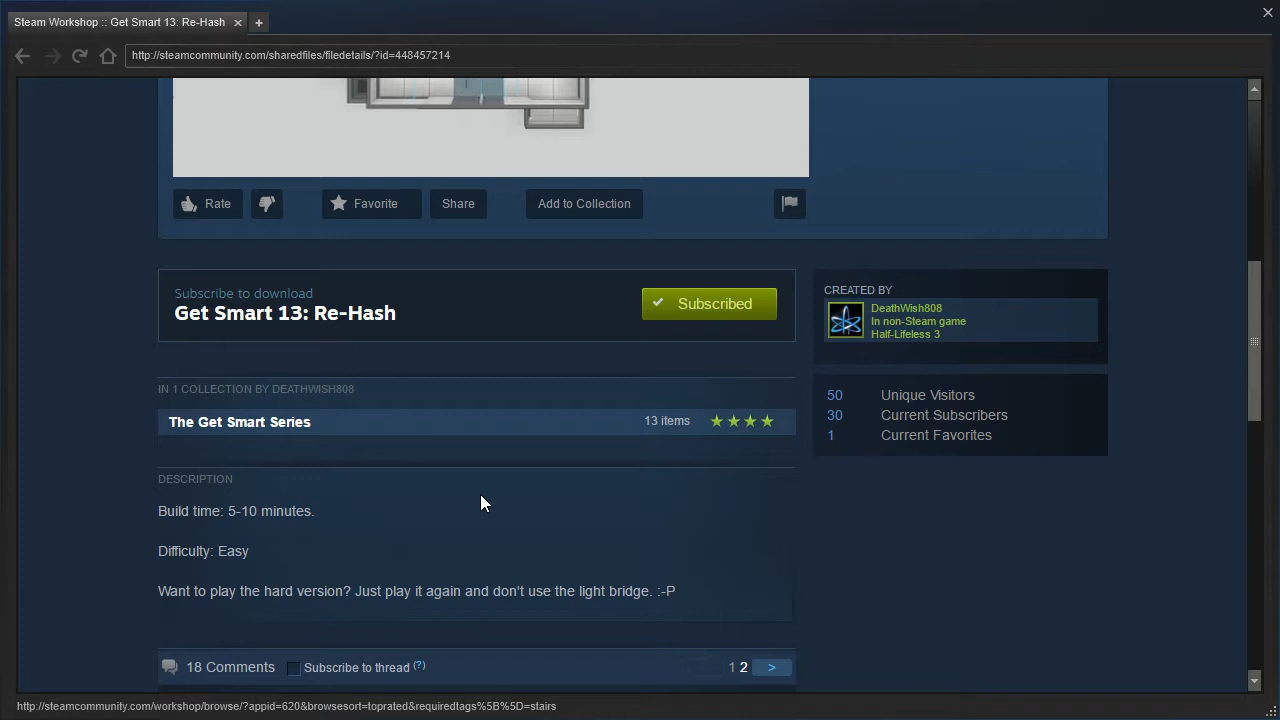 Steam Workshop :: Get Smart 13: Re-Hash
http://steamcommunity.com/sharedfiles/filedetails/?id=448457214
Rate
Favorite
Share
Add to Collection
Subscribe to download
Get Smart 13: Re-Hash
Subscribed
CREATED BY
DeathWish808
In non-Steam game
Half-Lifeless 3
IN 1 COLLECTION BY DEATHWISH808
The Get Smart Series
13 items
50 Unique Visitors
30 Current Subscribers
1 Current Favorites
DESCRIPTION
Build time: 5-10 minutes.
Difficulty: Easy
Want to play the hard version? Just play it again and don't use the light bridge. :-P
18 Comments
Subscribe to thread (?)
1 2 >
http://steamcommunity.com/workshop/browse/?appid=620&browsesort=toprated&requiredtags%5B%5D=stairs